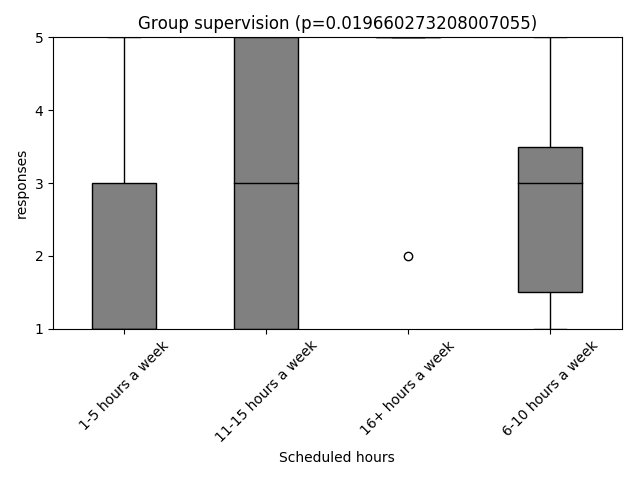 Group supervision (p=0.019660273208007055)
responses
5
4
3
2
1
1-5 hours a week
11-15 hours a week
16+ hours a week
6-10 hours a week
Scheduled hours